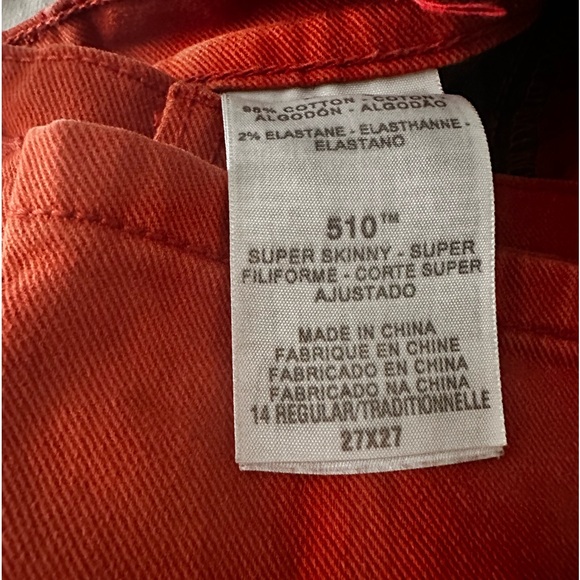 98% COTTON - COTON
ALGODÓN - ALGODÃO
2% ELASTANE - ELASTHANNE -
ELASTANO
510™
SUPER SKINNY - SUPER
FILIFORME - CORTE SUPER
AJUSTADO
MADE IN CHINA
FABRIQUE EN CHINE
FABRICADO EN CHINA
FABRICADO NA CHINA
14 REGULAR/TRADITIONNELLE
27X27